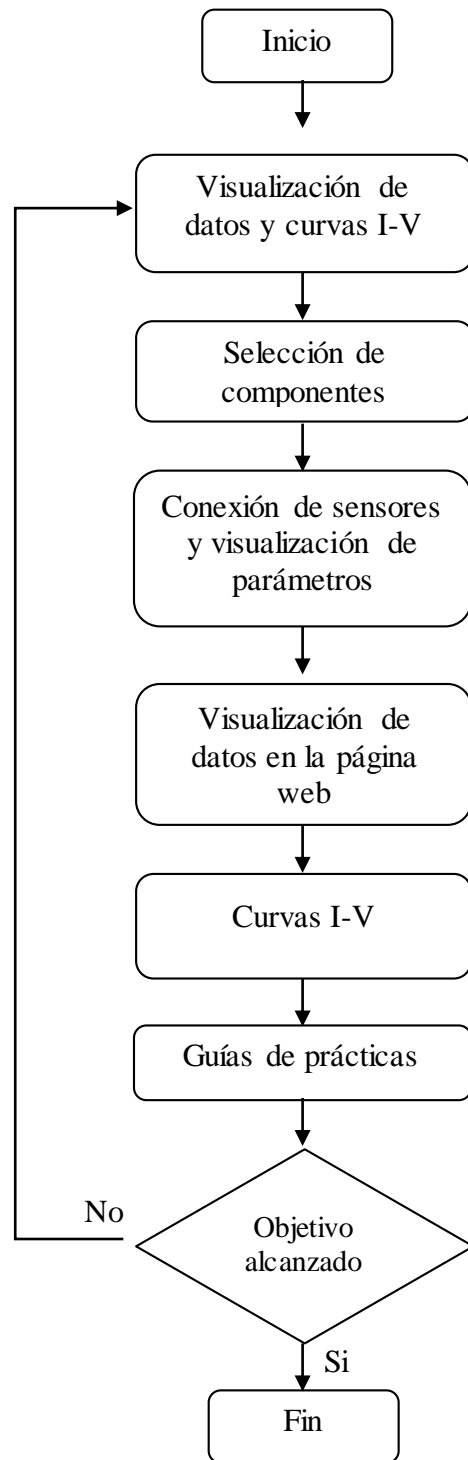 Inicio
Visualización de
datos y curvas I-V
Selección de
componentes
Conexión de sensores
y visualización de
parámetros
Visualización de
datos en la página
web
Curvas I-V
Guías de prácticas
Objetivo
alcanzado
No
Si
Fin